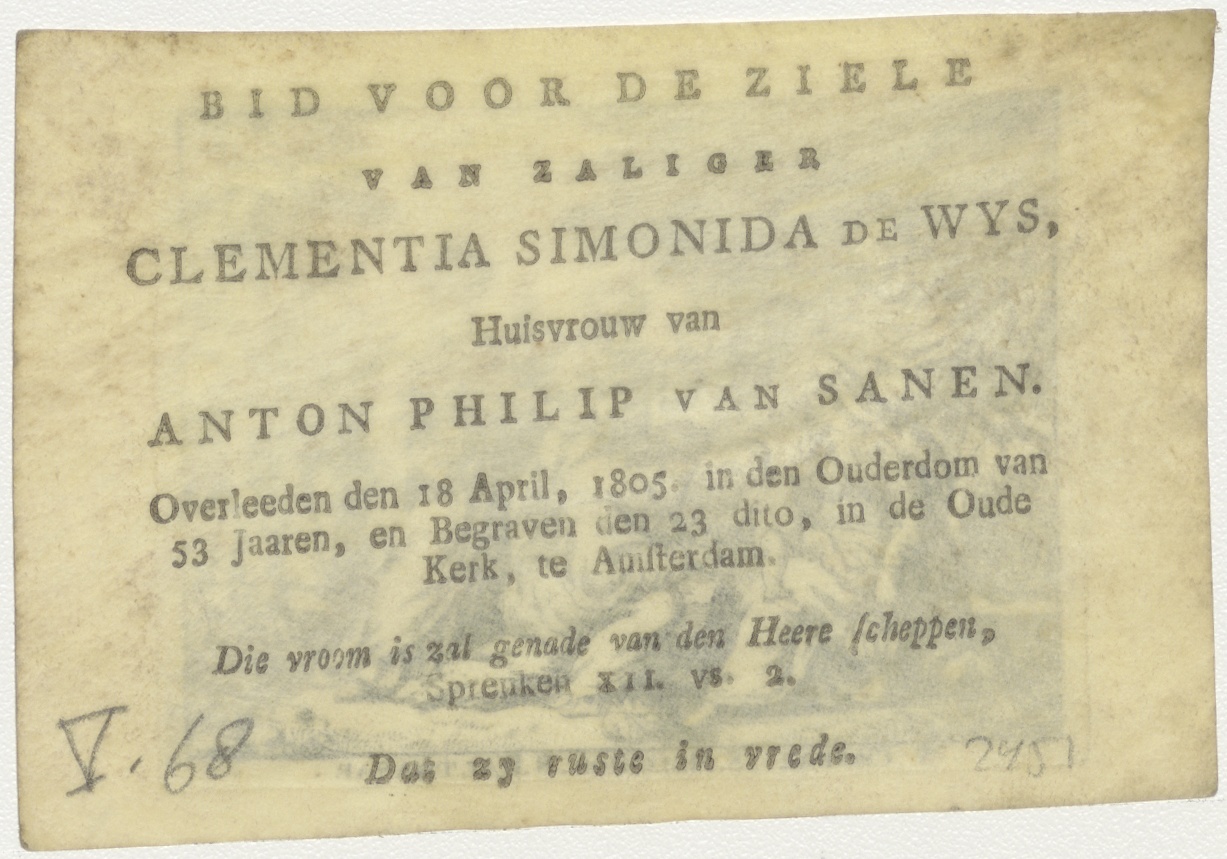 BID VOOR DE ZIELE
VAN ZALIGER
CLEMENTIA SIMONIDA DE WYS,
Huisvrouw van
ANTON PHILIP VAN SANEN.
Overleeden den 18 April, 1805. in den Ouderdom van
53 Jaaren, en Begraven den 23 dito, in de Oude
Kerk, te Amſterdam.
Die vroom is zal genade van den Heere ſcheppen,
Spreuken XII. vs. 2.
Dat zy ruste in vrede.
V. 68
2451